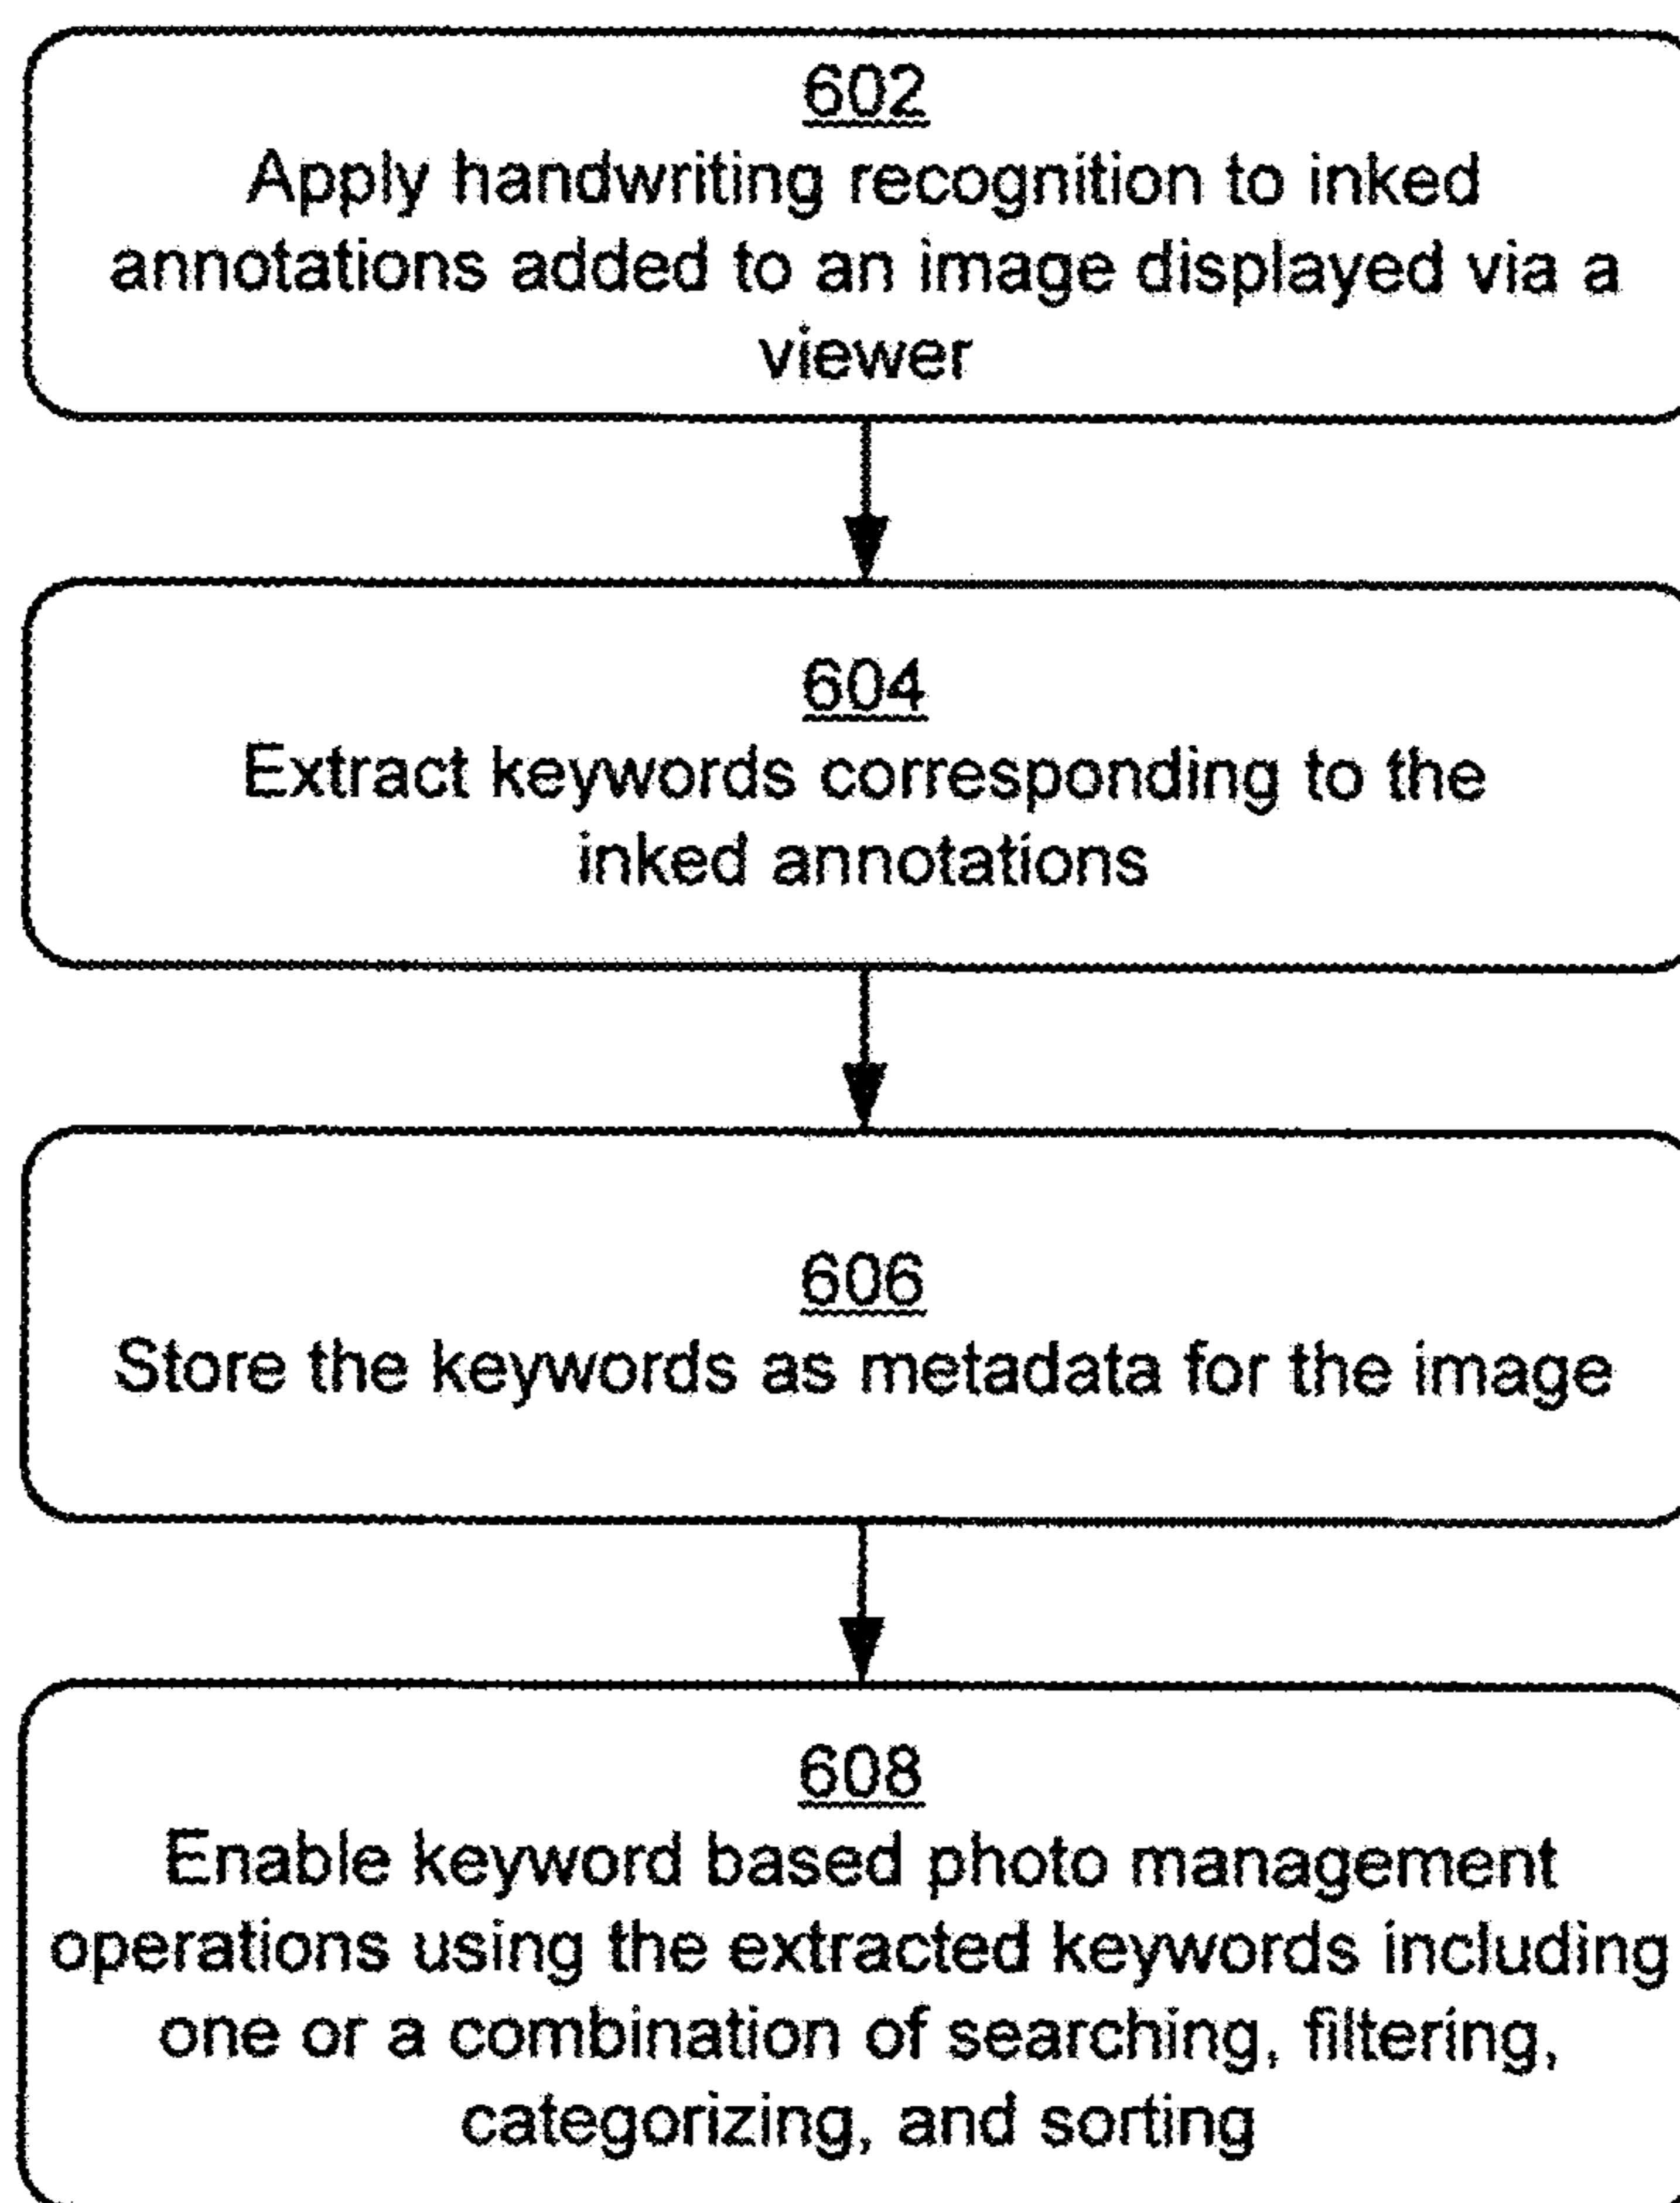 602
Apply handwriting recognition to inked
annotations added to an image displayed via a
viewer
604
Extract keywords corresponding to the
inked annotations
606
Store the keywords as metadata for the image
608
Enable keyword based photo management
operations using the extracted keywords including
one or a combination of searching, filtering,
categorizing, and sorting